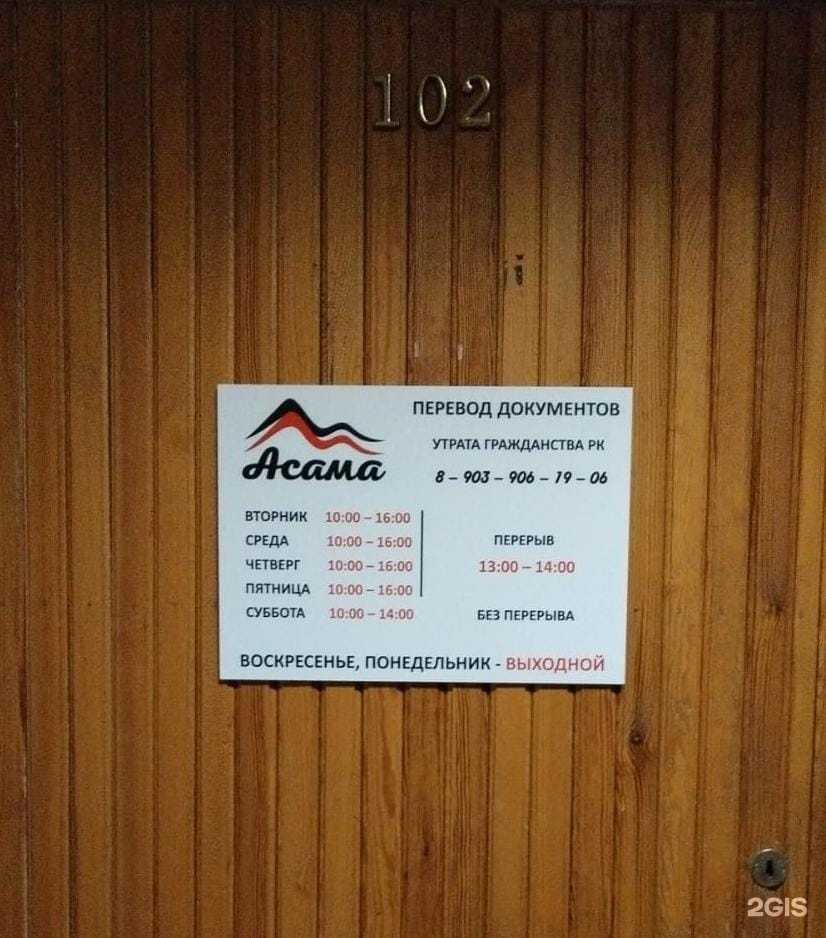 102
Асама
ПЕРЕВОД ДОКУМЕНТОВ
УТРАТА ГРАЖДАНСТВА РК
8 – 903 – 906 – 19 – 06
ВТОРНИК 10:00 – 16:00
СРЕДА 10:00 – 16:00
ЧЕТВЕРГ 10:00 – 16:00
ПЯТНИЦА 10:00 – 16:00
СУББОТА 10:00 – 14:00
ПЕРЕРЫВ
13:00 – 14:00
БЕЗ ПЕРЕРЫВА
ВОСКРЕСЕНЬЕ, ПОНЕДЕЛЬНИК - ВЫХОДНОЙ
2GIS